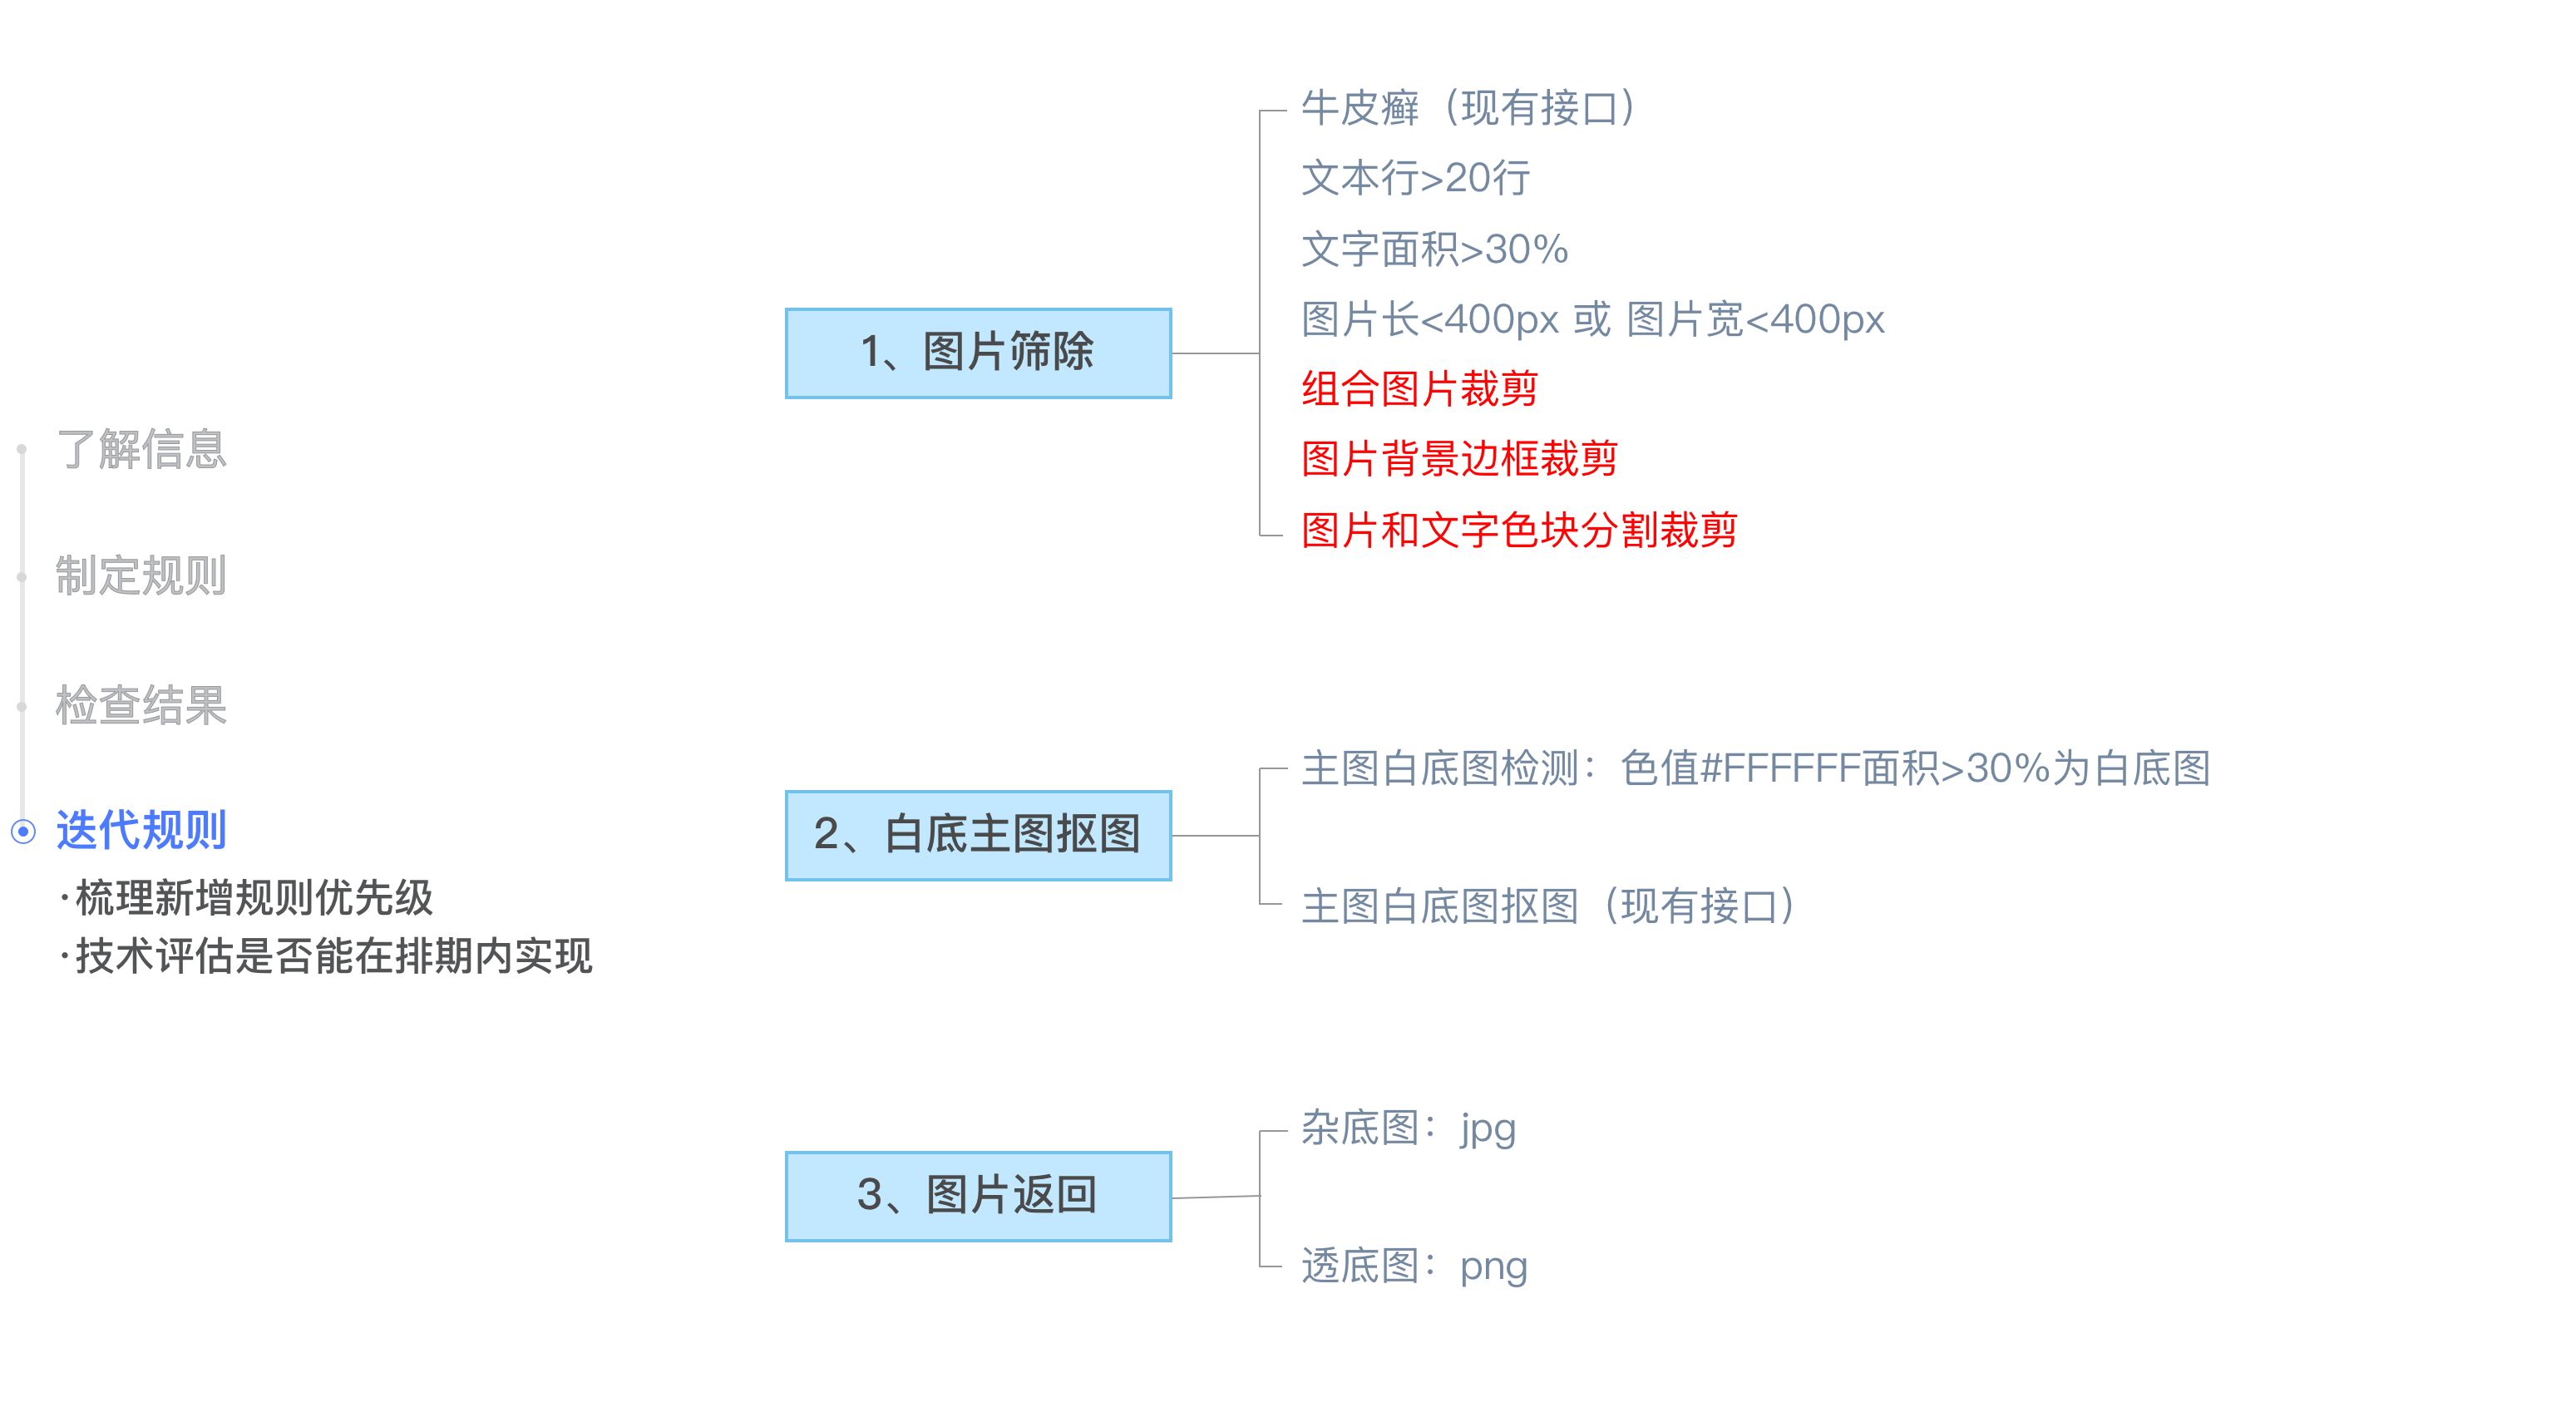 了解信息
制定规则
检查结果
迭代规则
·梳理新增规则优先级
·技术评估是否能在排期内实现
1、图片筛除
牛皮癣（现有接口）
文本行>20行
文字面积>30%
图片长<400px 或 图片宽<400px
组合图片裁剪
图片背景边框裁剪
图片和文字色块分割裁剪
2、白底主图抠图
主图白底图检测：色值#FFFFFF面积>30%为白底图
主图白底图抠图（现有接口）
3、图片返回
杂底图：jpg
透底图：png